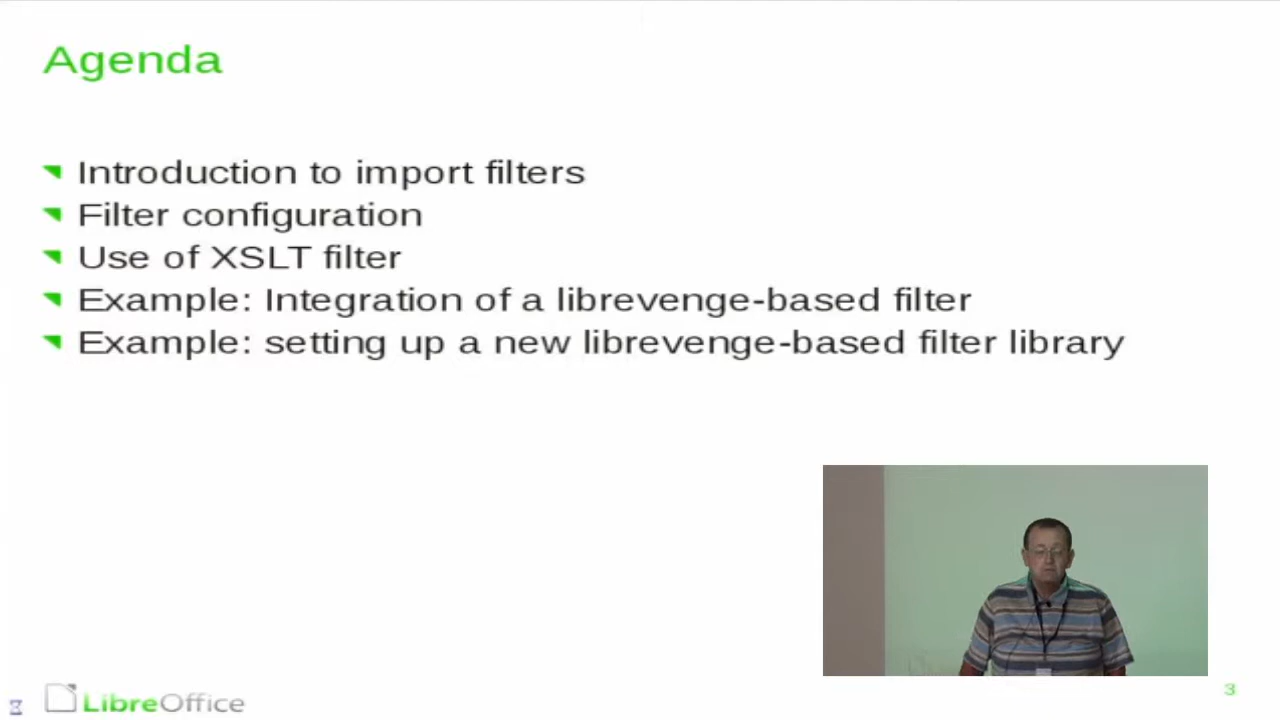 Agenda
Introduction to import filters
Filter configuration
Use of XSLT filter
Example: Integration of a librevenge-based filter
Example: setting up a new librevenge-based filter library
LibreOffice
3